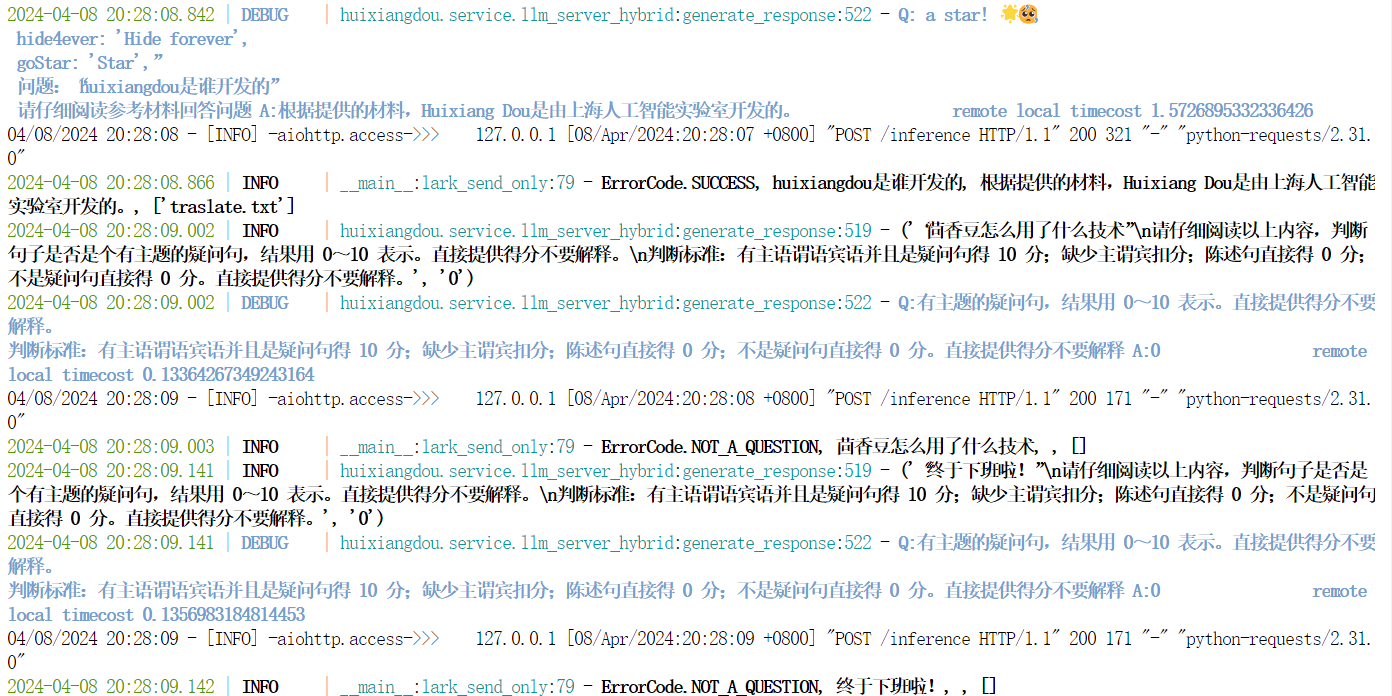 2024-04-08 20:28:08.842 | DEBUG    | huixiangdou.service.llm_server_hybrid:generate_response:522 - Q: a star! 🌟🥺
hide4ever: 'Hide forever',
goStar: 'Star',”
问题：“huixiangdou是谁开发的”
请仔细阅读参考材料回答问题 A:根据提供的材料，Huixiang Dou是由上海人工智能实验室开发的。 remote local timecost 1.5726895332336426
04/08/2024 20:28:08 - [INFO] -aiohttp.access->>>    127.0.0.1 [08/Apr/2024:20:28:07 +0800] "POST /inference HTTP/1.1" 200 321 "-" "python-requests/2.31.
0"
2024-04-08 20:28:08.866 | INFO     | __main__:lark_send_only:79 - ErrorCode.SUCCESS, huixiangdou是谁开发的, 根据提供的材料，Huixiang Dou是由上海人工智能
实验室开发的。, ['traslate.txt']
2024-04-08 20:28:09.002 | INFO     | huixiangdou.service.llm_server_hybrid:generate_response:519 - ('“茴香豆怎么用了什么技术”\n请仔细阅读以上内容，判断
句子是否是个有主题的疑问句，结果用 0～10 表示。直接提供得分不要解释。\n判断标准：有主语谓语宾语并且是疑问句得 10 分；缺少主谓宾扣分；陈述句直接得 0 分；
不是疑问句直接得 0 分。直接提供得分不要解释。', '0')
2024-04-08 20:28:09.002 | DEBUG    | huixiangdou.service.llm_server_hybrid:generate_response:522 - Q:有主题的疑问句，结果用 0～10 表示。直接提供得分不要
解释。
判断标准：有主语谓语宾语并且是疑问句得 10 分；缺少主谓宾扣分；陈述句直接得 0 分；不是疑问句直接得 0 分。直接提供得分不要解释 A:0 remote
local timecost 0.13364267349243164
04/08/2024 20:28:09 - [INFO] -aiohttp.access->>>    127.0.0.1 [08/Apr/2024:20:28:08 +0800] "POST /inference HTTP/1.1" 200 171 "-" "python-requests/2.31.
0"
2024-04-08 20:28:09.003 | INFO     | __main__:lark_send_only:79 - ErrorCode.NOT_A_QUESTION, 茴香豆怎么用了什么技术, , []
2024-04-08 20:28:09.141 | INFO     | huixiangdou.service.llm_server_hybrid:generate_response:519 - ('“终于下班啦！”\n请仔细阅读以上内容，判断句子是否是
个有主题的疑问句，结果用 0～10 表示。直接提供得分不要解释。\n判断标准：有主语谓语宾语并且是疑问句得 10 分；缺少主谓宾扣分；陈述句直接得 0 分；不是疑问句
直接得 0 分。直接提供得分不要解释。', '0')
2024-04-08 20:28:09.141 | DEBUG    | huixiangdou.service.llm_server_hybrid:generate_response:522 - Q:有主题的疑问句，结果用 0～10 表示。直接提供得分不要
解释。
判断标准：有主语谓语宾语并且是疑问句得 10 分；缺少主谓宾扣分；陈述句直接得 0 分；不是疑问句直接得 0 分。直接提供得分不要解释 A:0 remote
local timecost 0.1356983184814453
04/08/2024 20:28:09 - [INFO] -aiohttp.access->>>    127.0.0.1 [08/Apr/2024:20:28:09 +0800] "POST /inference HTTP/1.1" 200 171 "-" "python-requests/2.31.
0"
2024-04-08 20:28:09.142 | INFO     | __main__:lark_send_only:79 - ErrorCode.NOT_A_QUESTION, 终于下班啦！, , []